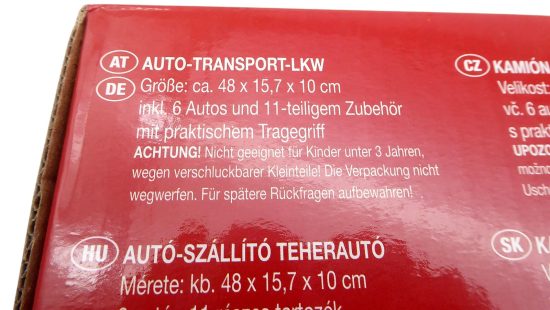 AT AUTO-TRANSPORT-LKW
DE Größe: ca. 48 x 15,7 x 10 cm
inkl. 6 Autos und 11-teiligem Zubehör
mit praktischem Tragegriff
ACHTUNG! Nicht geeignet für Kinder unter 3 Jahren,
wegen verschluckbarer Kleinteile! Die Verpackung nicht
wegwerfen. Für spätere Rückfragen aufbewahren!
HU AUTÓ-SZÁLLÍTÓ TEHERAUTÓ
Mérete: kb. 48 x 15,7 x 10 cm
CZ KAMIÓN
Velikost:
vč. 6 au
s prak
UPOZO
možno
Usch
SK